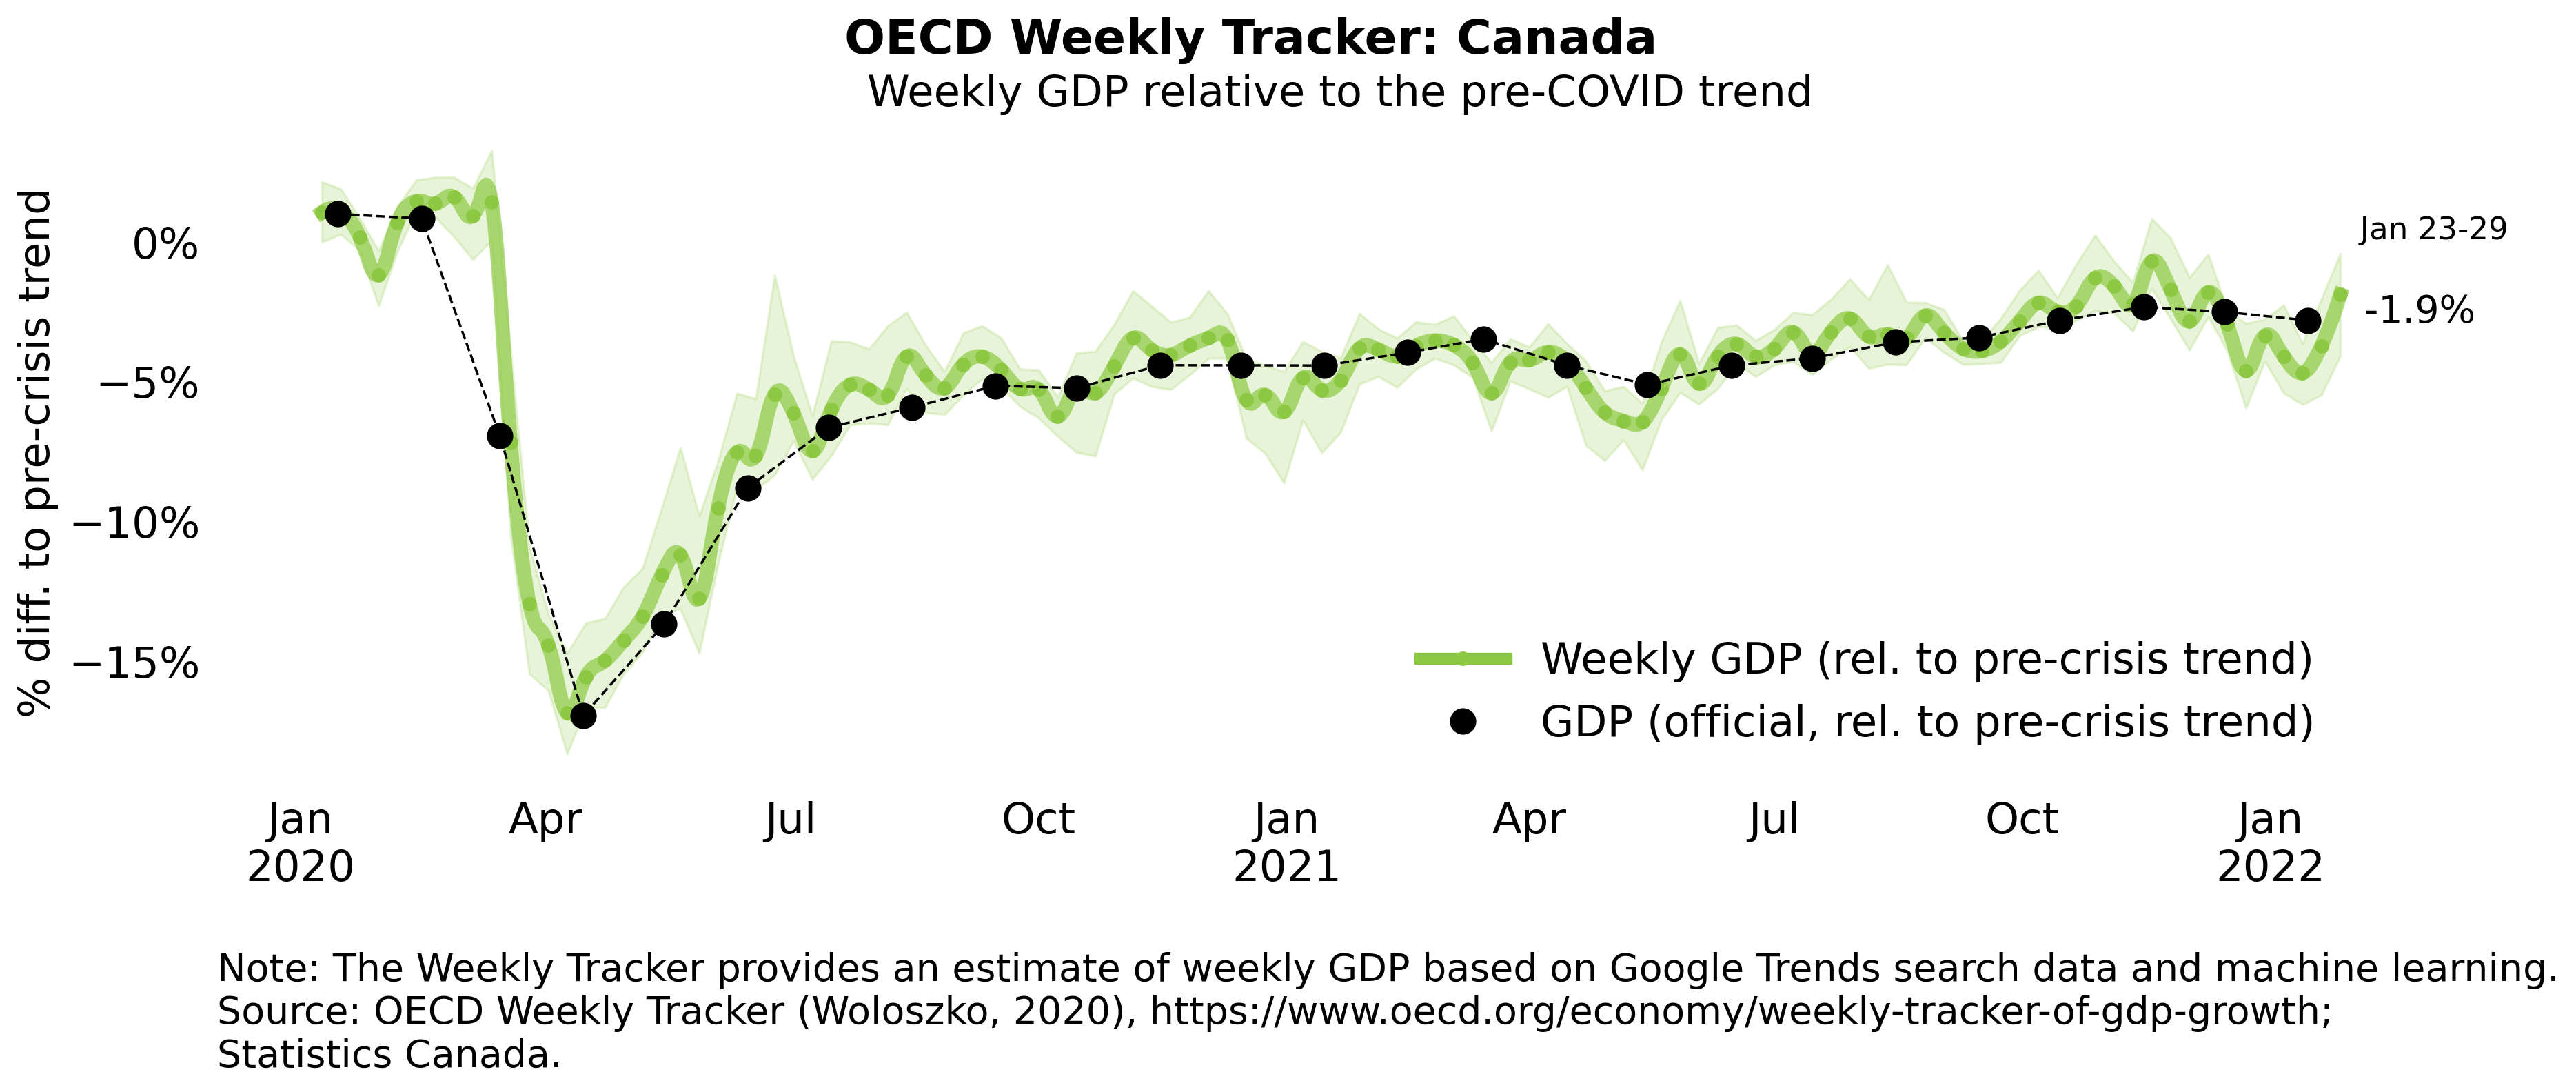 OECD Weekly Tracker: Canada
Weekly GDP relative to the pre-COVID trend
% diff. to pre-crisis trend
0%
−5%
−10%
−15%
Jan 23-29
-1.9%
Weekly GDP (rel. to pre-crisis trend)
GDP (official, rel. to pre-crisis trend)
Jan Apr Jul Oct Jan Apr Jul Oct Jan
2020 2021 2022
Note: The Weekly Tracker provides an estimate of weekly GDP based on Google Trends search data and machine learning.
Source: OECD Weekly Tracker (Woloszko, 2020), https://www.oecd.org/economy/weekly-tracker-of-gdp-growth;
Statistics Canada.